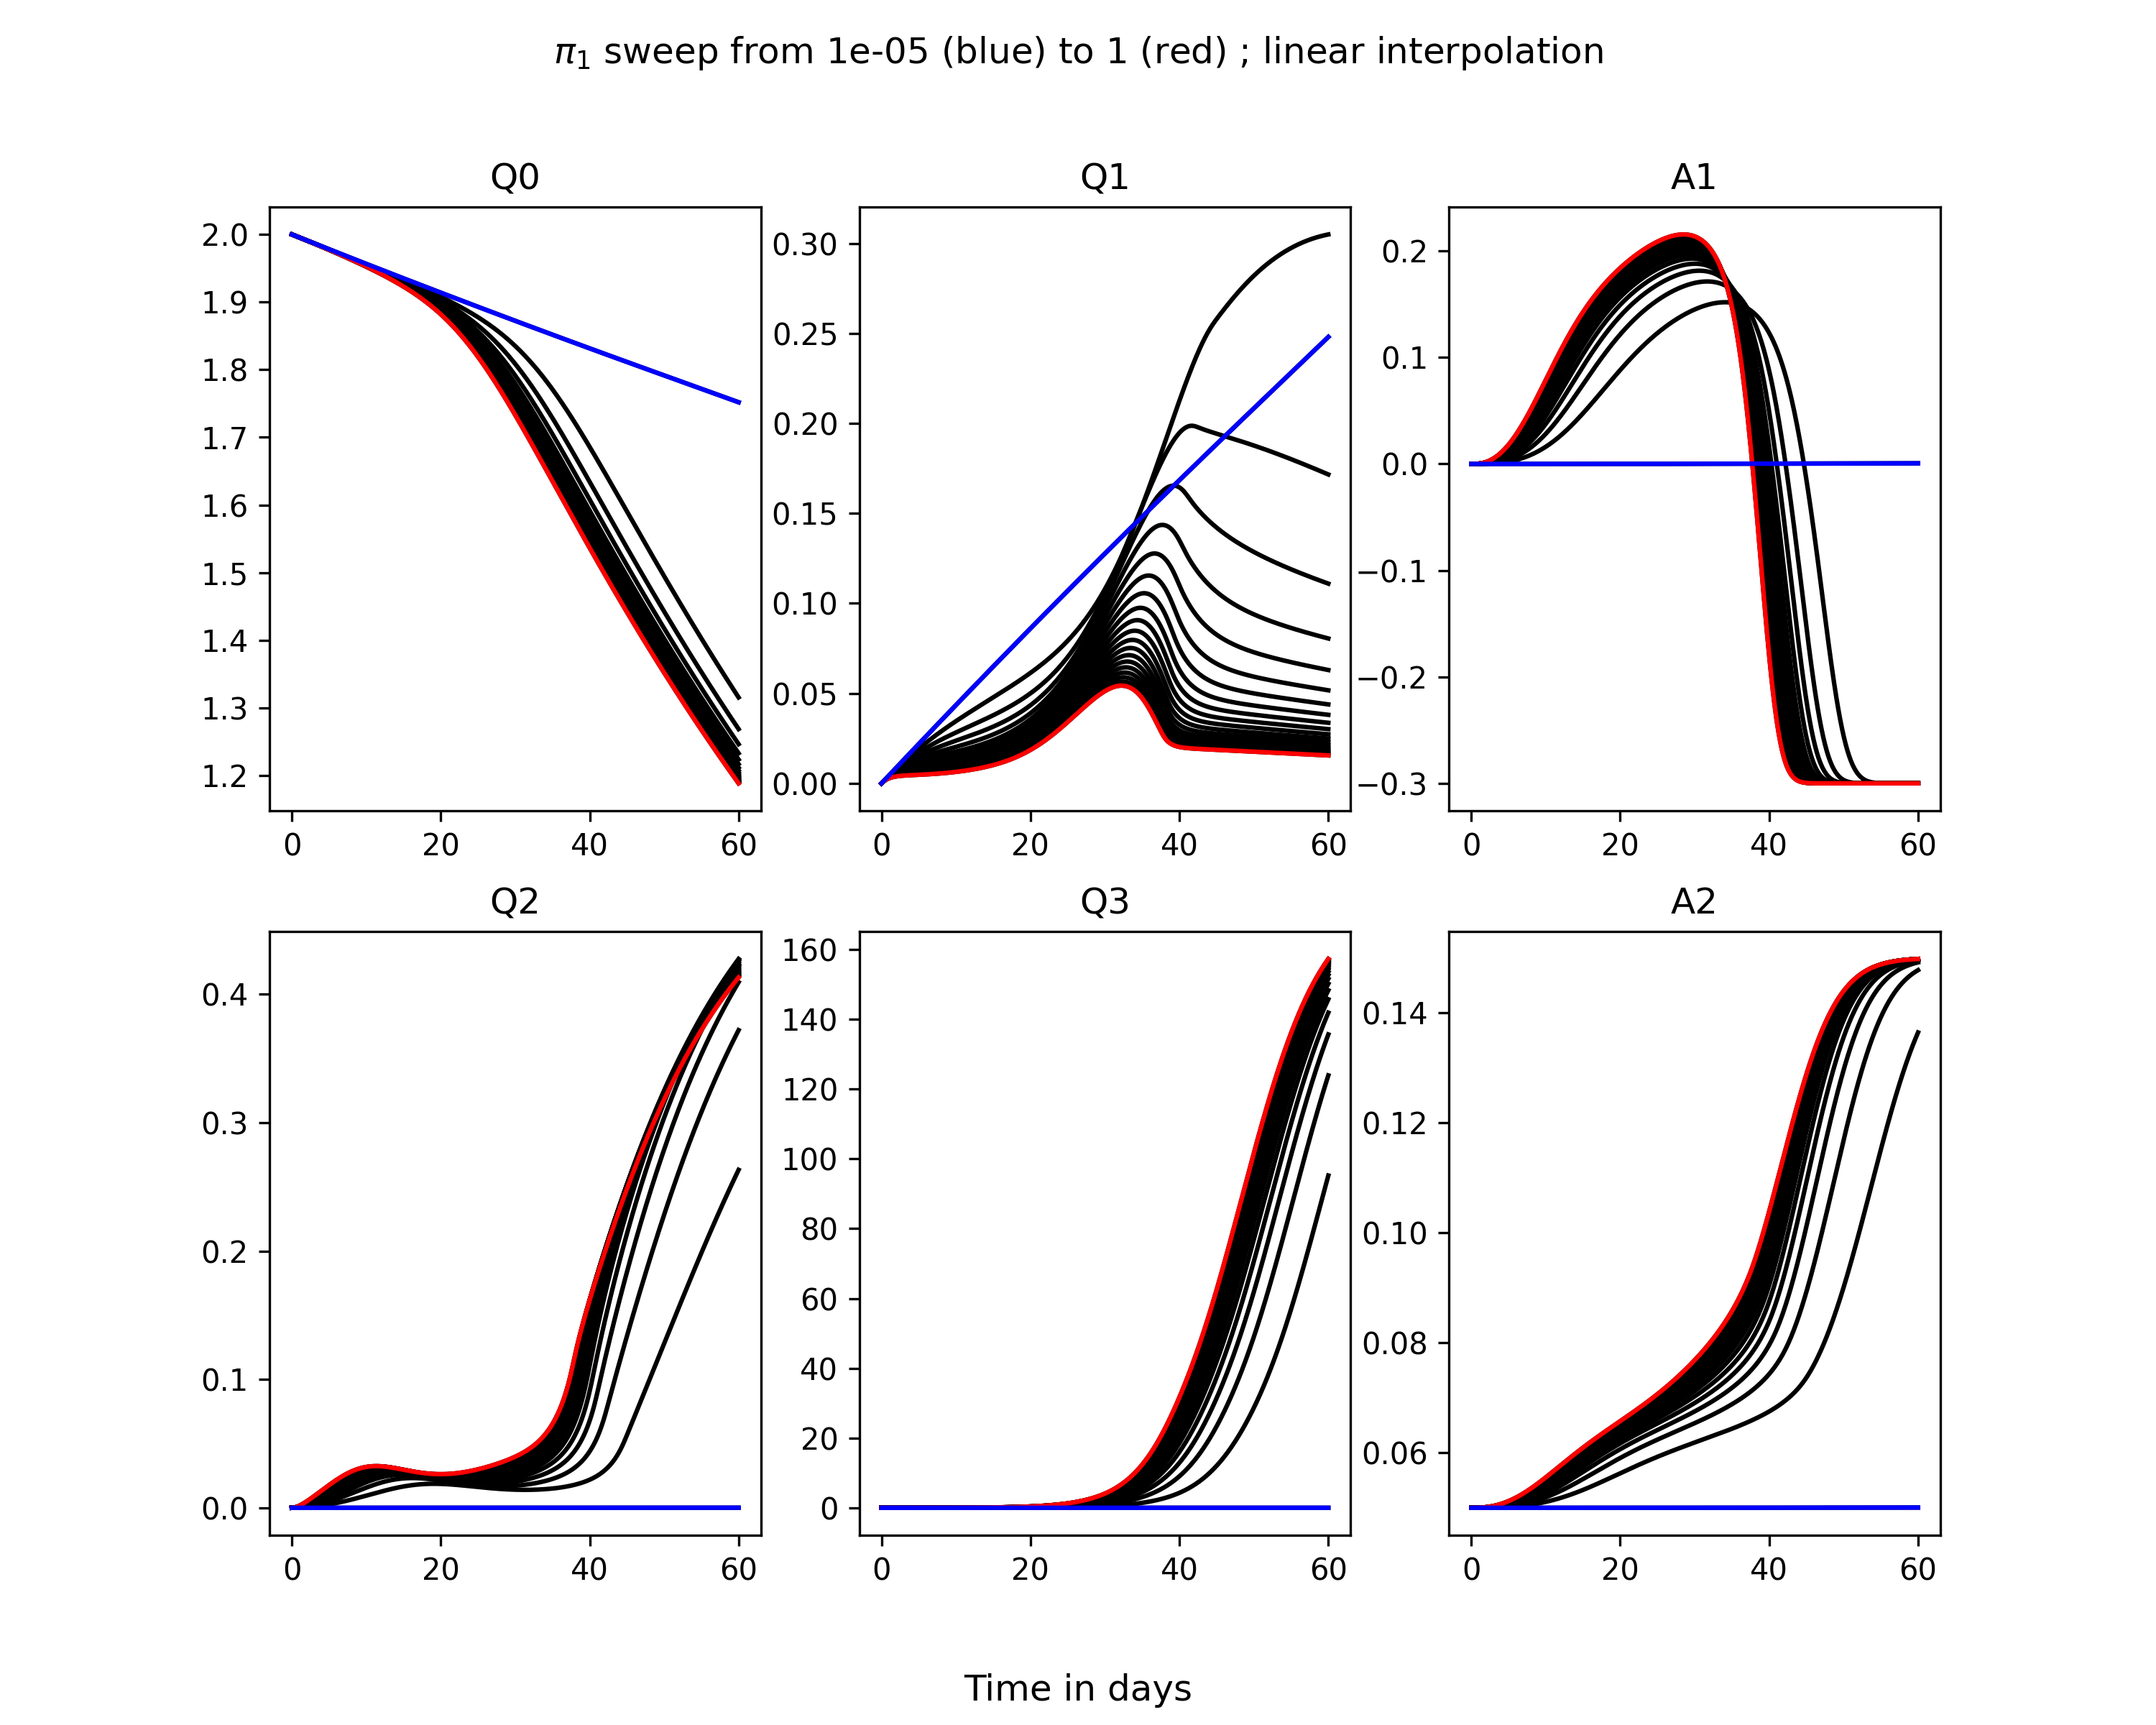 π₁ sweep from 1e-05 (blue) to 1 (red) ; linear interpolation
Q0
2.0
1.9
1.8
1.7
1.6
1.5
1.4
1.3
1.2
0 20 40 60
Q1
0.30
0.25
0.20
0.15
0.10
0.05
0.00
0 20 40 60
A1
0.2
0.1
0.0
−0.1
−0.2
−0.3
0 20 40 60
Q2
0.4
0.3
0.2
0.1
0.0
0 20 40 60
Q3
160
140
120
100
80
60
40
20
0
0 20 40 60
A2
0.14
0.12
0.10
0.08
0.06
0 20 40 60
Time in days